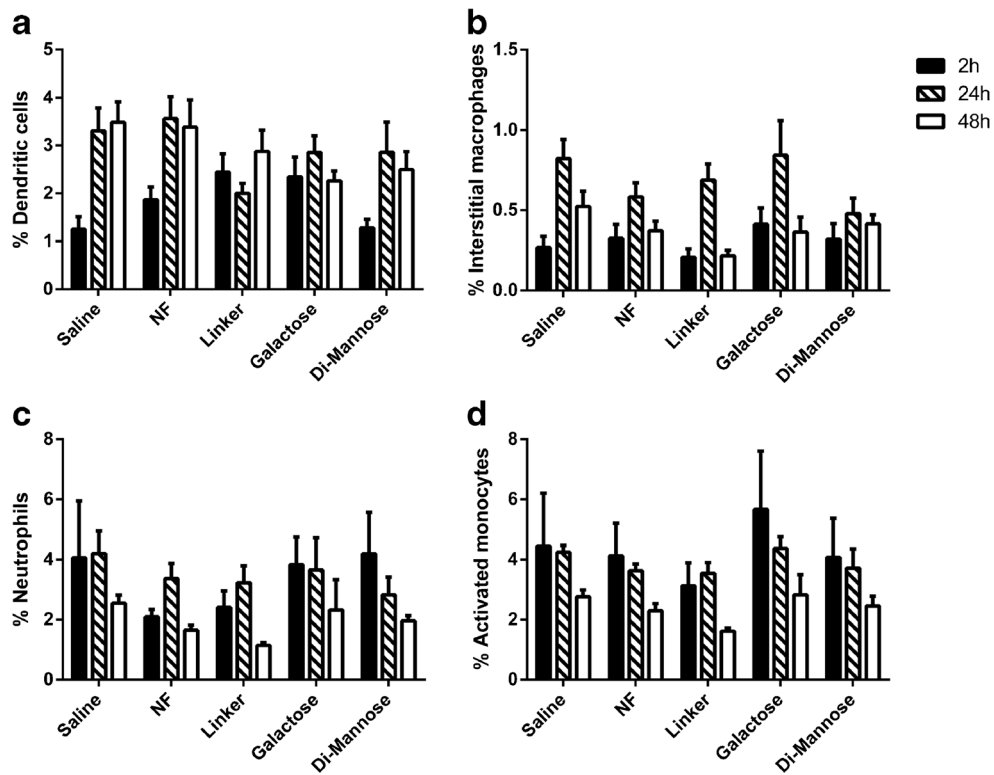 a
5
4
3
2
1
0
% Dendritic cells
Saline
NF
Linker
Galactose
Di-Mannose
b
1.5
1.0
0.5
0.0
% Interstitial macrophages
Saline
NF
Linker
Galactose
Di-Mannose
2h
24h
48h
c
8
6
4
2
0
% Neutrophils
Saline
NF
Linker
Galactose
Di-Mannose
d
8
6
4
2
0
% Activated monocytes
Saline
NF
Linker
Galactose
Di-Mannose